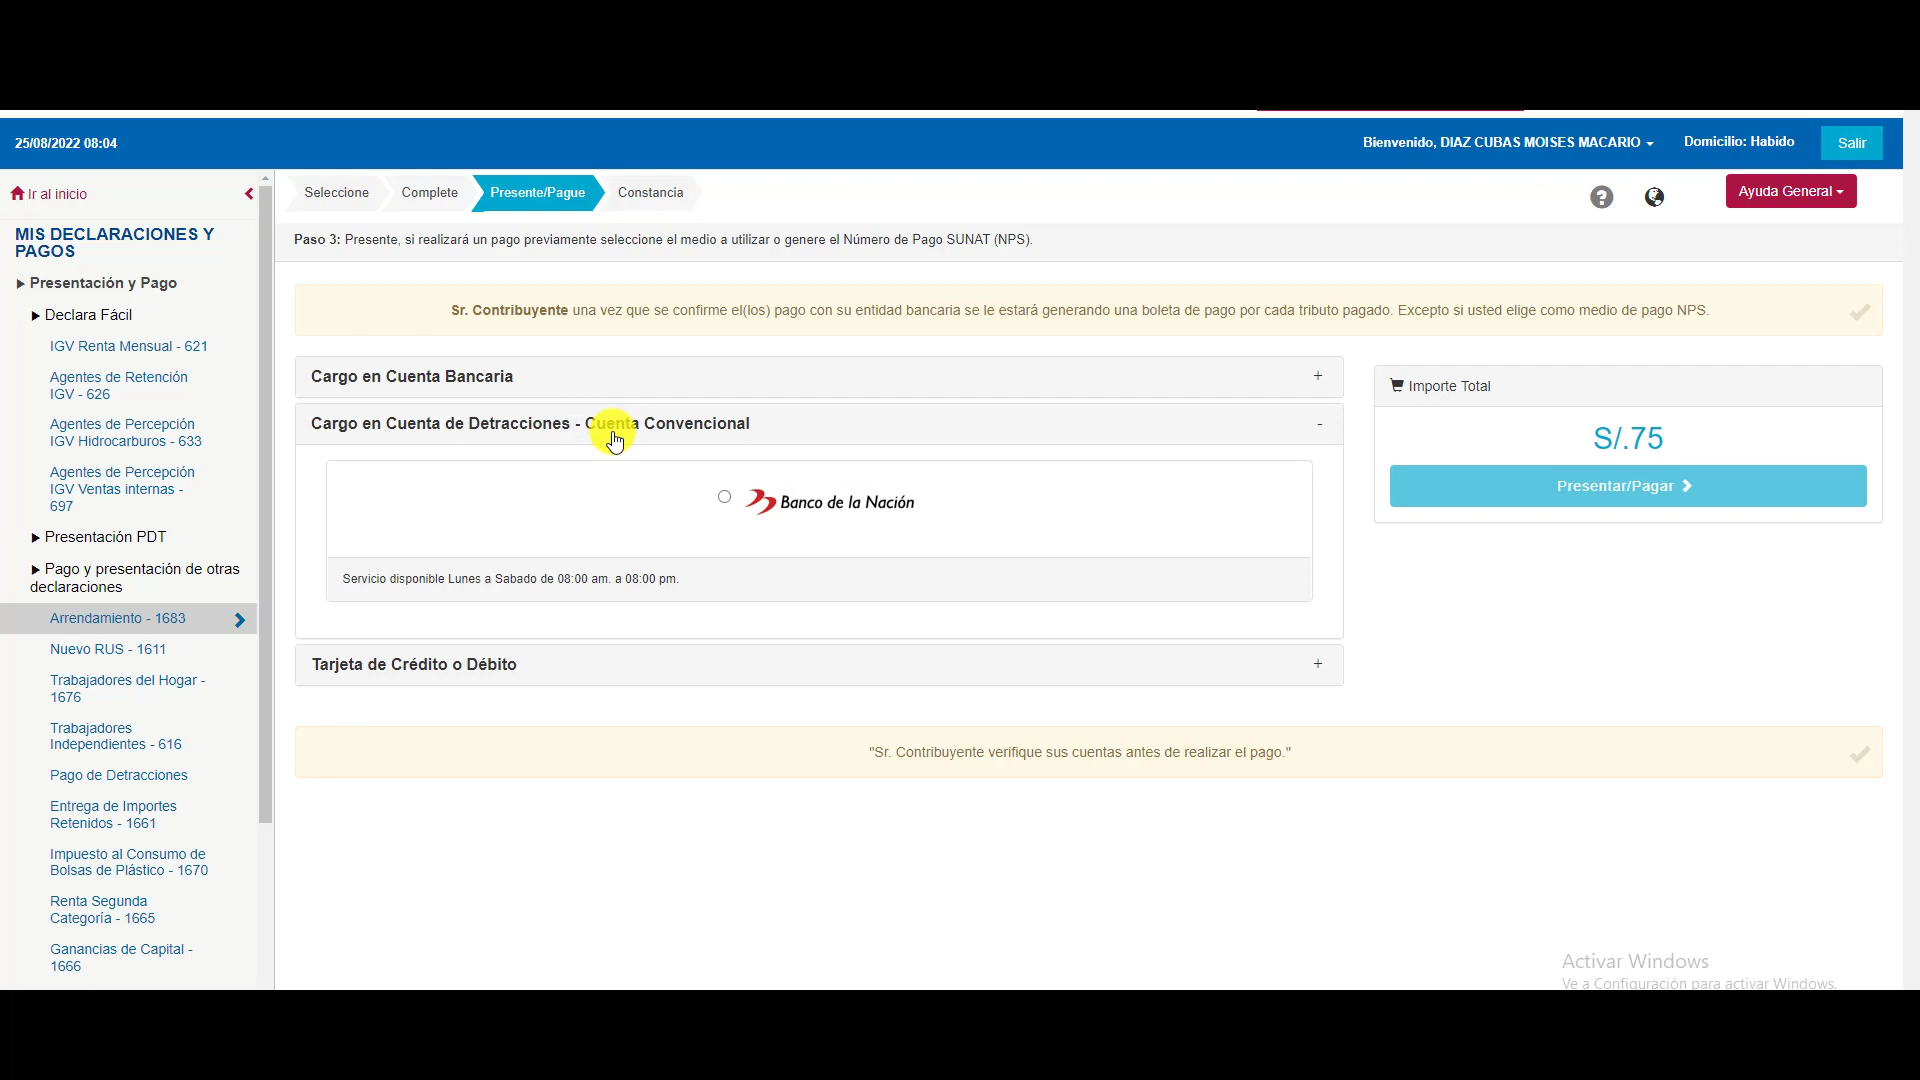 25/08/2022 08:04
Bienvenido, DIAZ CUBAS MOISES MACARIO
Domicilio: Habido
Salir
Ir al inicio
MIS DECLARACIONES Y
PAGOS
Presentación y Pago
Declara Fácil
IGV Renta Mensual - 621
Agentes de Retención
IGV - 626
Agentes de Percepción
IGV Hidrocarburos - 633
Agentes de Percepción
IGV Ventas internas -
697
Presentación PDT
Pago y presentación de otras
declaraciones
Arrendamiento - 1683
Nuevo RUS - 1611
Trabajadores del Hogar -
1676
Trabajadores
Independientes - 616
Pago de Detracciones
Entrega de Importes
Retenidos - 1661
Impuesto al Consumo de
Bolsas de Plástico - 1670
Renta Segunda
Categoría - 1665
Ganancias de Capital -
1666
Seleccione
Complete
Presente/Pague
Constancia
?
Ayuda General
Paso 3: Presente, si realizará un pago previamente seleccione el medio a utilizar o genere el Número de Pago SUNAT (NPS).
Sr. Contribuyente una vez que se confirme el(los) pago con su entidad bancaria se le estará generando una boleta de pago por cada tributo pagado. Excepto si usted elige como medio de pago NPS.
Cargo en Cuenta Bancaria +
Cargo en Cuenta de Detracciones - Cuenta Convencional -
Banco de la Nación
Servicio disponible Lunes a Sabado de 08:00 am. a 08:00 pm.
Tarjeta de Crédito o Débito +
Importe Total
S/.75
Presentar/Pagar
"Sr. Contribuyente verifique sus cuentas antes de realizar el pago."
Activar Windows
Ve a Configuración para activar Windows.